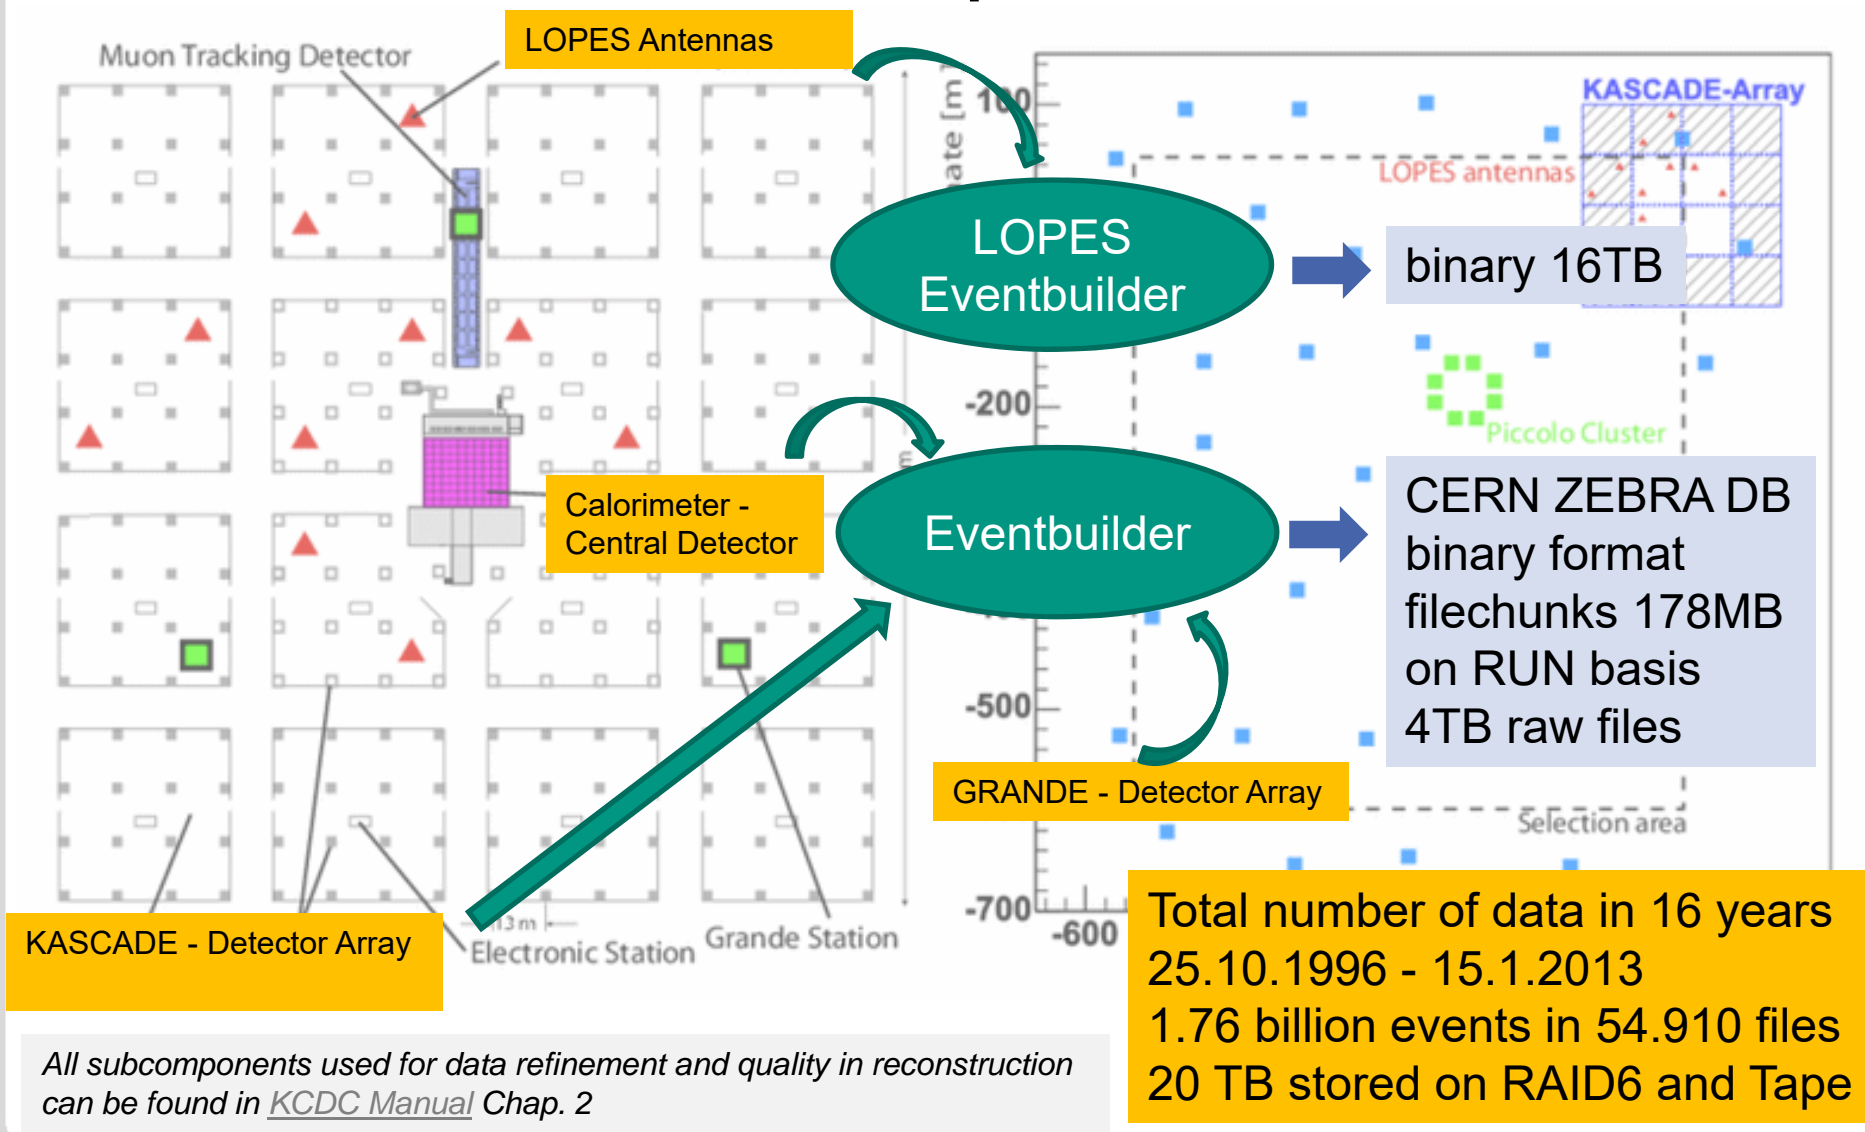 LOPES Antennas
Muon Tracking Detector
KASCADE-Array
100
LOPES antennas
LOPES
Eventbuilder
binary 16TB
-200
Piccolo Cluster
Calorimeter -
Central Detector
Eventbuilder
CERN ZEBRA DB
binary format
filechunks 178MB
on RUN basis
4TB raw files
-500
GRANDE - Detector Array
Selection area
-700
-600
13 m
KASCADE - Detector Array
Electronic Station
Grande Station
Total number of data in 16 years
25.10.1996 - 15.1.2013
1.76 billion events in 54.910 files
20 TB stored on RAID6 and Tape
All subcomponents used for data refinement and quality in reconstruction
can be found in KCDC Manual Chap. 2